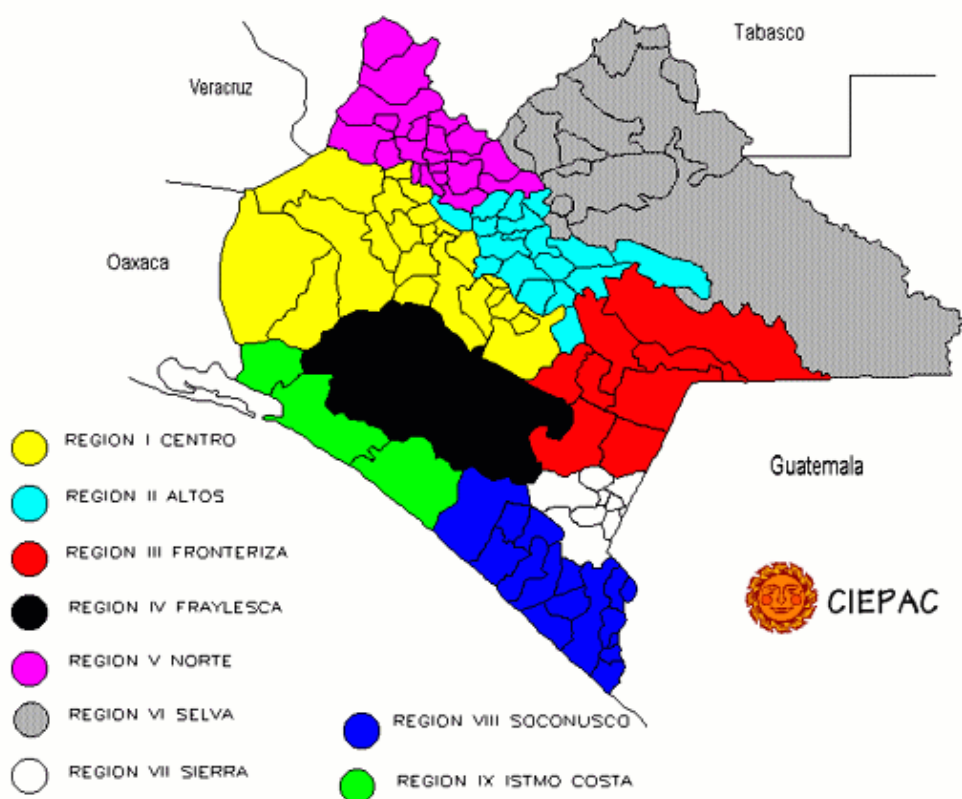 Tabasco
Veracruz
Oaxaca
Guatemala
REGION I CENTRO
REGION II ALTOS
REGION III FRONTERIZA
REGION IV FRAYLESCA
REGION V NORTE
REGION VI SELVA
REGION VII SIERRA
REGION VIII SOCONUSCO
REGION IX ISTMO COSTA
CIEPAC